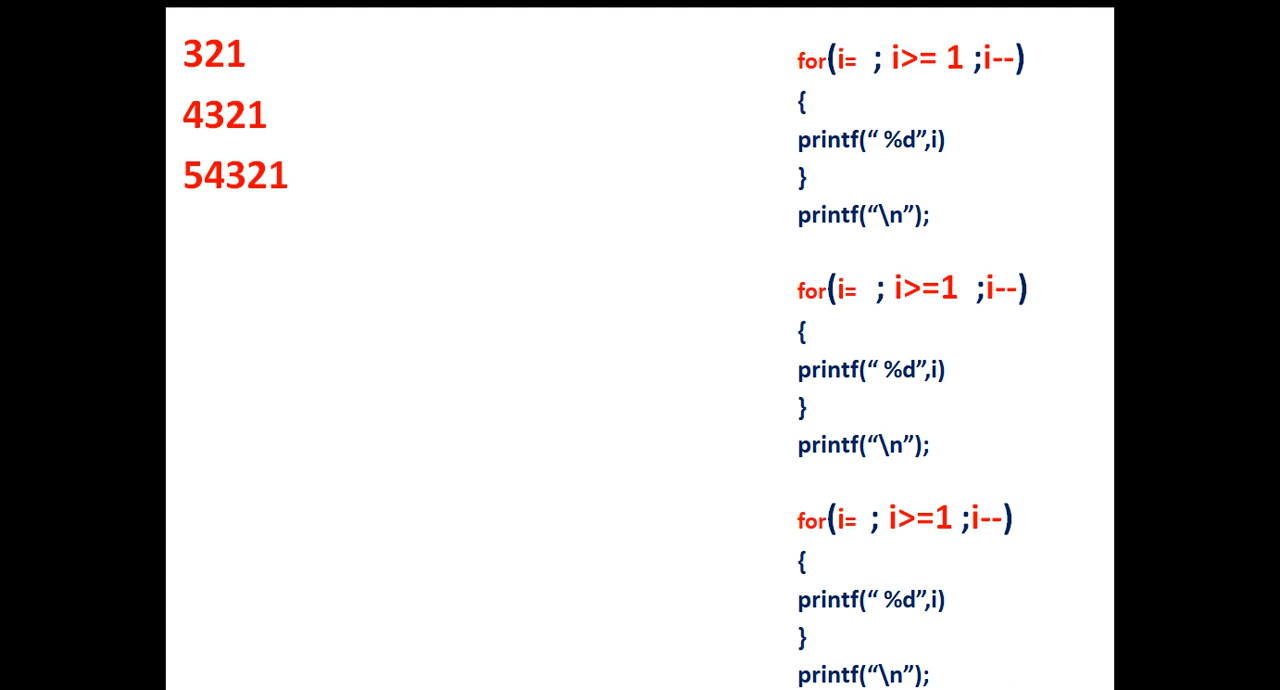 321
4321
54321
for(i= ; i>= 1 ;i--)
{
printf(“ %d”,i)
}
printf(“\n”);
for(i= ; i>=1 ;i--)
{
printf(“ %d”,i)
}
printf(“\n”);
for(i= ; i>=1 ;i--)
{
printf(“ %d”,i)
}
printf(“\n”);